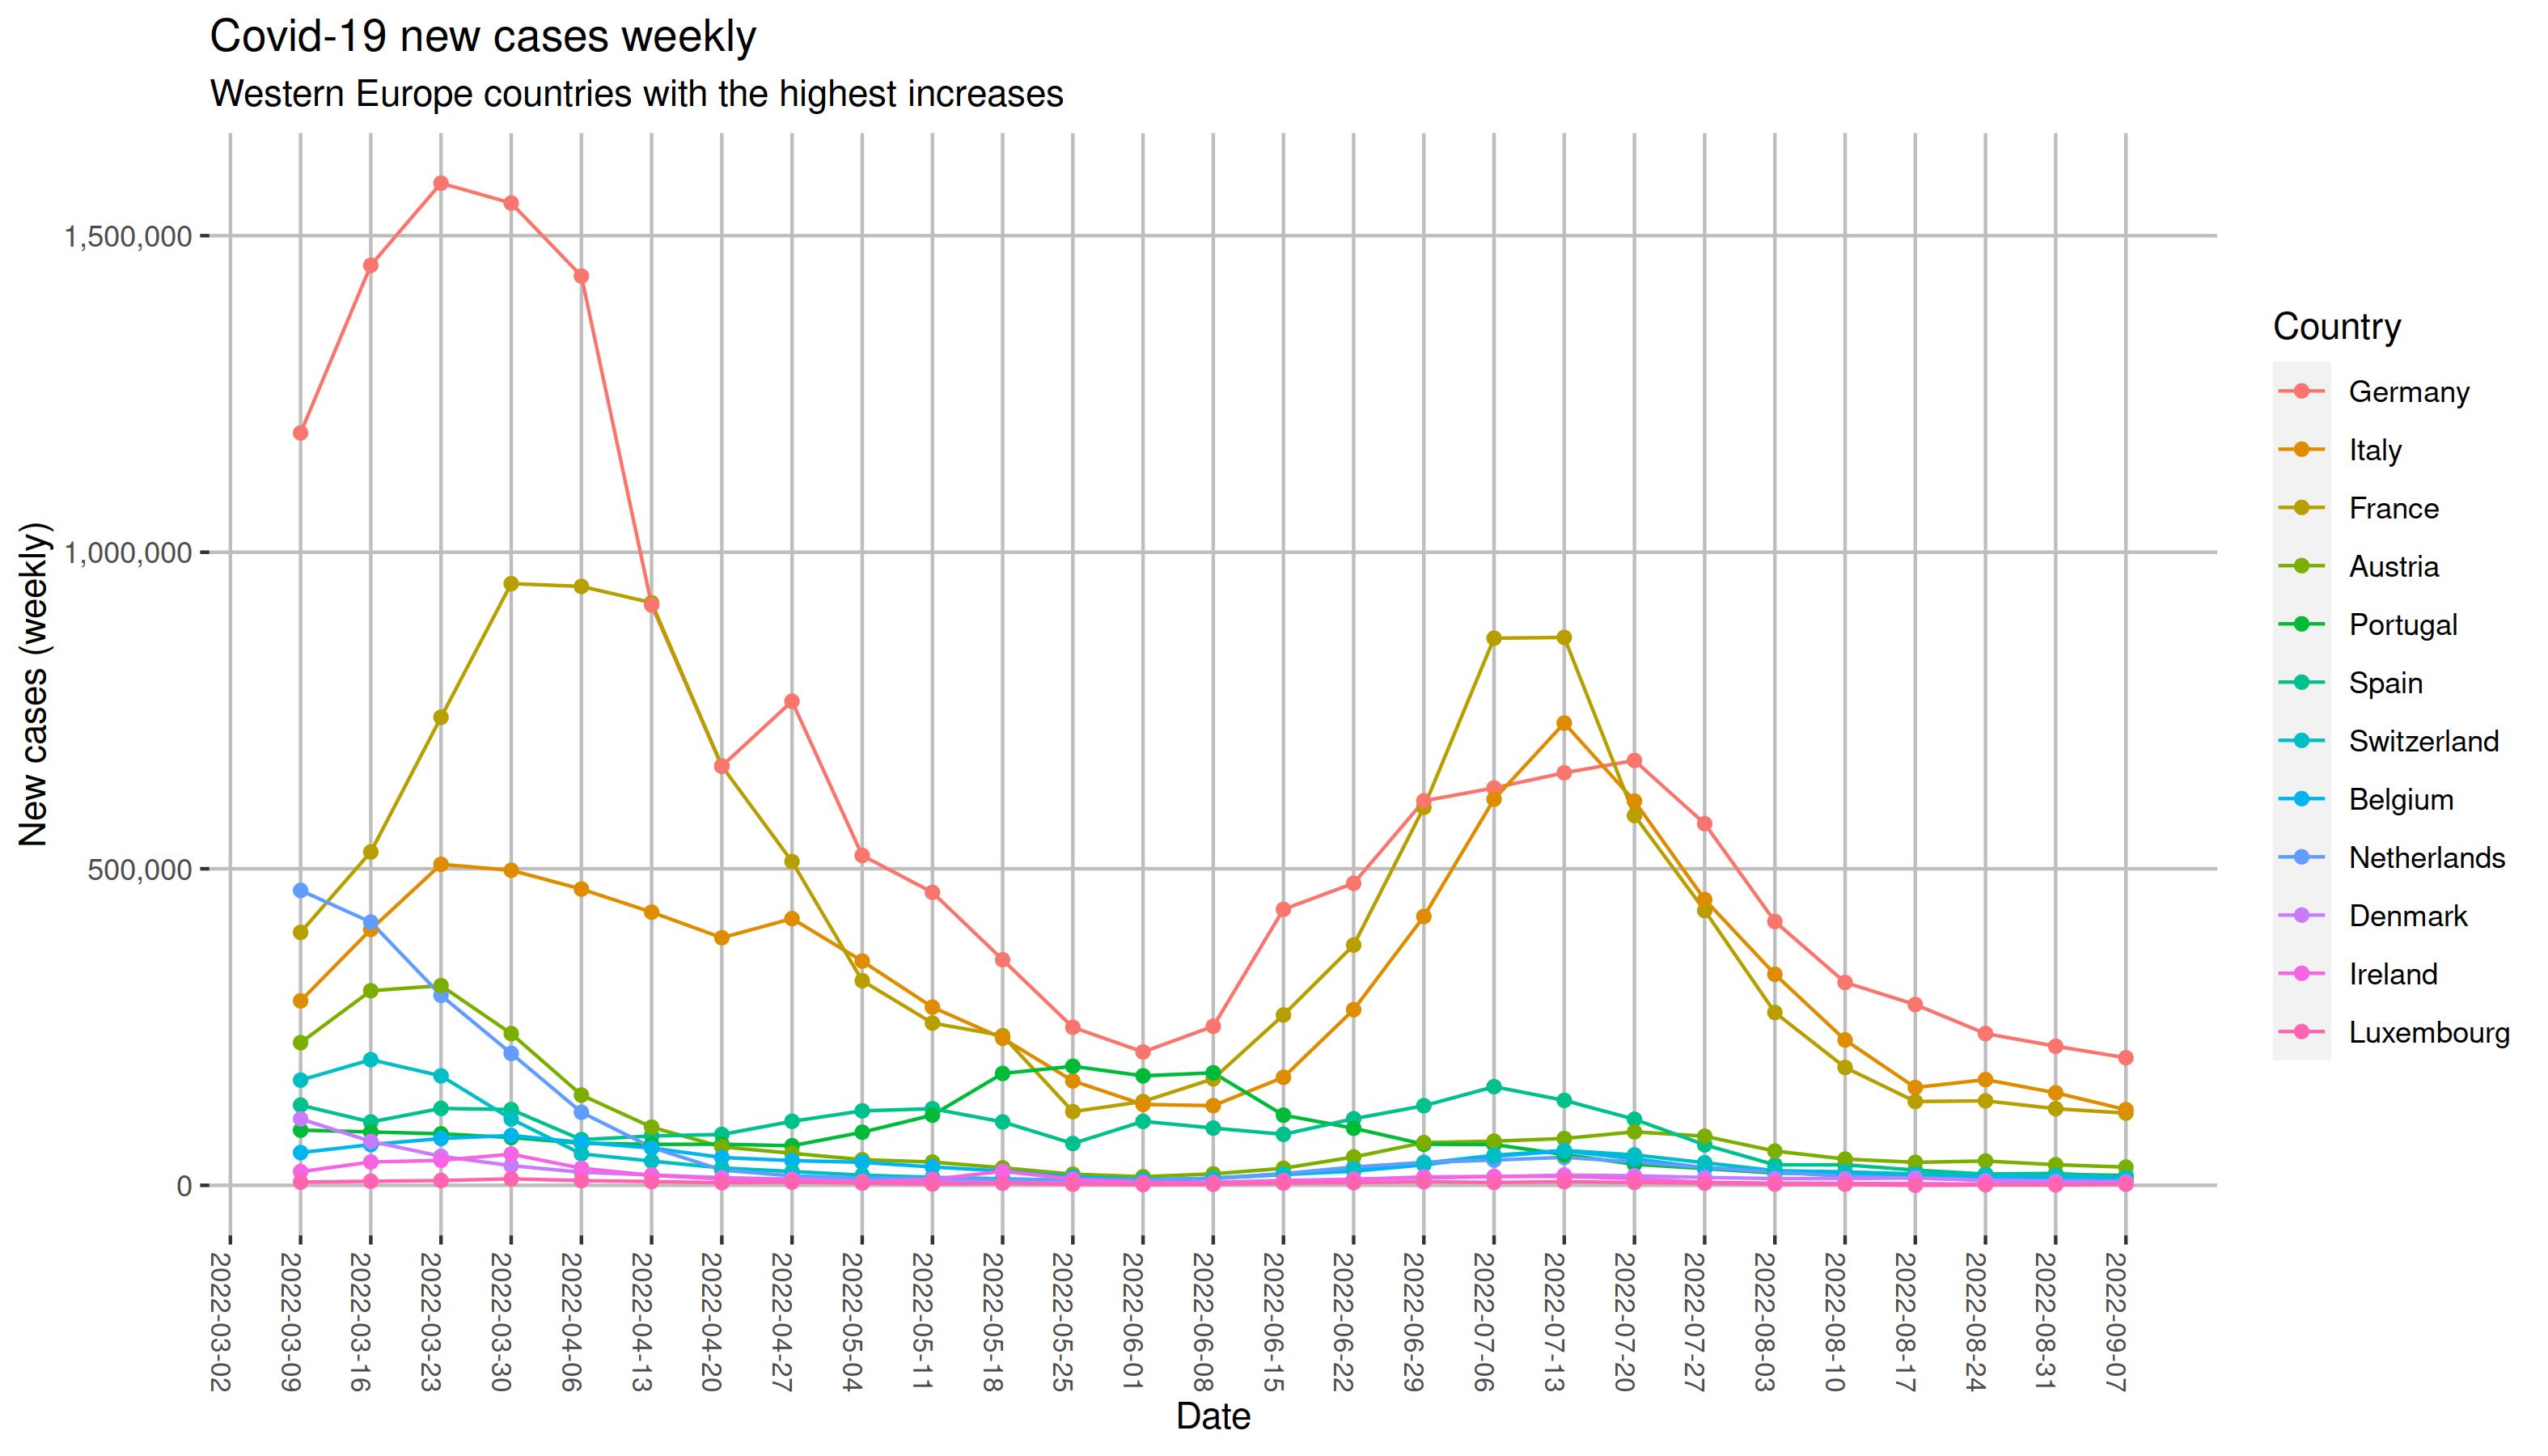 Covid-19 new cases weekly
Western Europe countries with the highest increases
New cases (weekly)
1,500,000
1,000,000
500,000
0
2022-03-02
2022-03-09
2022-03-16
2022-03-23
2022-03-30
2022-04-06
2022-04-13
2022-04-20
2022-04-27
2022-05-04
2022-05-11
2022-05-18
2022-05-25
2022-06-01
2022-06-08
2022-06-15
2022-06-22
2022-06-29
2022-07-06
2022-07-13
2022-07-20
2022-07-27
2022-08-03
2022-08-10
2022-08-17
2022-08-24
2022-08-31
2022-09-07
Date
Country
Germany
Italy
France
Austria
Portugal
Spain
Switzerland
Belgium
Netherlands
Denmark
Ireland
Luxembourg